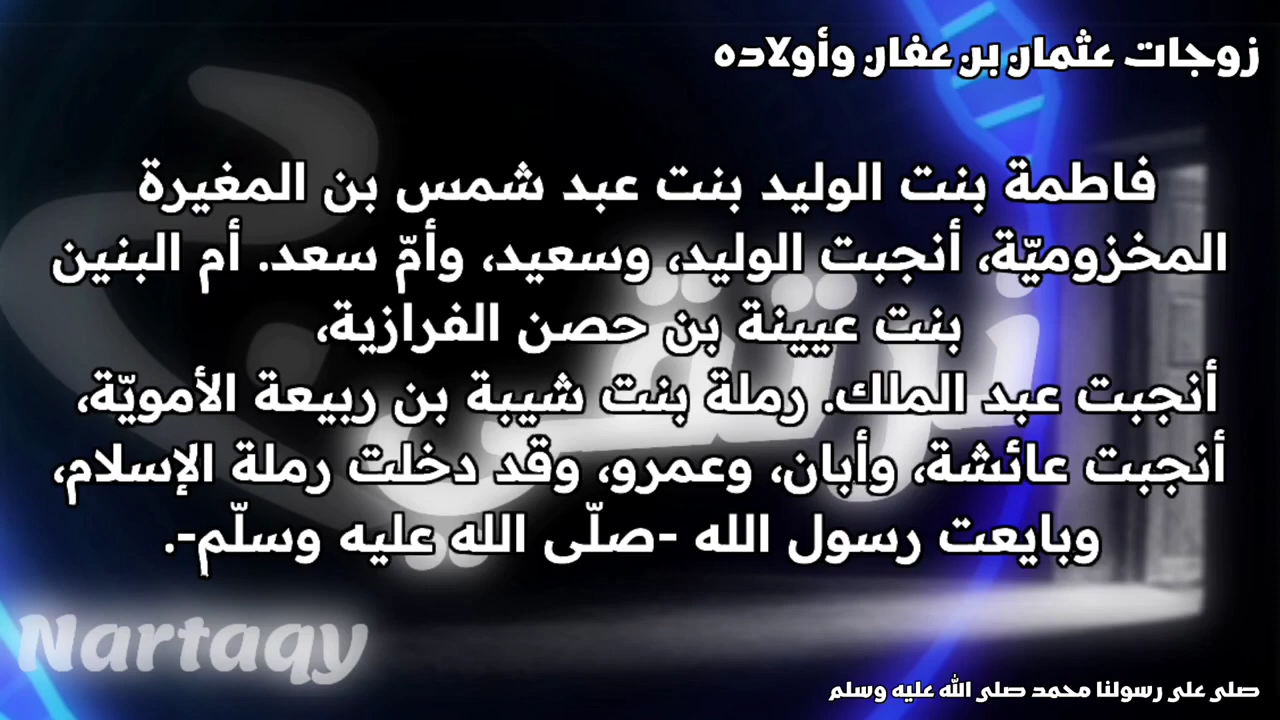 زوجات عثمان بن عفان وأولاده
فاطمة بنت الوليد بنت عبد شمس بن المغيرة
المخزوميّة، أنجبت الوليد، وسعيد، وأمّ سعد. أم البنين
بنت عيينة بن حصن الفرازية،
أنجبت عبد الملك. رملة بنت شيبة بن ربيعة الأمويّة،
أنجبت عائشة، وأبان، وعمرو، وقد دخلت رملة الإسلام،
وبايعت رسول الله -صلّى الله عليه وسلّم-.
نرتقي
Nartaqy
صلى على رسولنا محمد صلى الله عليه وسلم